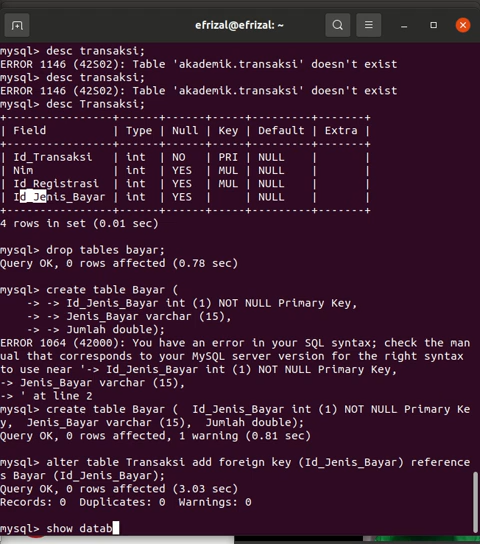 efrizal@efrizal: ~
mysql> desc transaksi;
ERROR 1146 (42S02): Table 'akademik.transaksi' doesn't exist
mysql> desc transaksi;
ERROR 1146 (42S02): Table 'akademik.transaksi' doesn't exist
mysql> desc Transaksi;
+----------------+------+------+-----+---------+-------+
| Field          | Type | Null | Key | Default | Extra |
+----------------+------+------+-----+---------+-------+
| Id_Transaksi   | int  | NO   | PRI | NULL    |       |
| Nim            | int  | YES  | MUL | NULL    |       |
| Id_Registrasi  | int  | YES  | MUL | NULL    |       |
| Id_Jenis_Bayar | int  | YES  |     | NULL    |       |
+----------------+------+------+-----+---------+-------+
4 rows in set (0.01 sec)
mysql> drop tables bayar;
Query OK, 0 rows affected (0.78 sec)
mysql> create table Bayar (
    -> -> Id_Jenis_Bayar int (1) NOT NULL Primary Key,
    -> -> Jenis_Bayar varchar (15),
    -> -> Jumlah double);
ERROR 1064 (42000): You have an error in your SQL syntax; check the man
ual that corresponds to your MySQL server version for the right syntax
to use near '-> Id_Jenis_Bayar int (1) NOT NULL Primary Key,
-> Jenis_Bayar varchar (15),
-> ' at line 2
mysql> create table Bayar (  Id_Jenis_Bayar int (1) NOT NULL Primary Ke
y,  Jenis_Bayar varchar (15),  Jumlah double);
Query OK, 0 rows affected, 1 warning (0.81 sec)
mysql> alter table Transaksi add foreign key (Id_Jenis_Bayar) reference
s Bayar (Id_Jenis_Bayar);
Query OK, 0 rows affected (3.03 sec)
Records: 0  Duplicates: 0  Warnings: 0
mysql> show datab